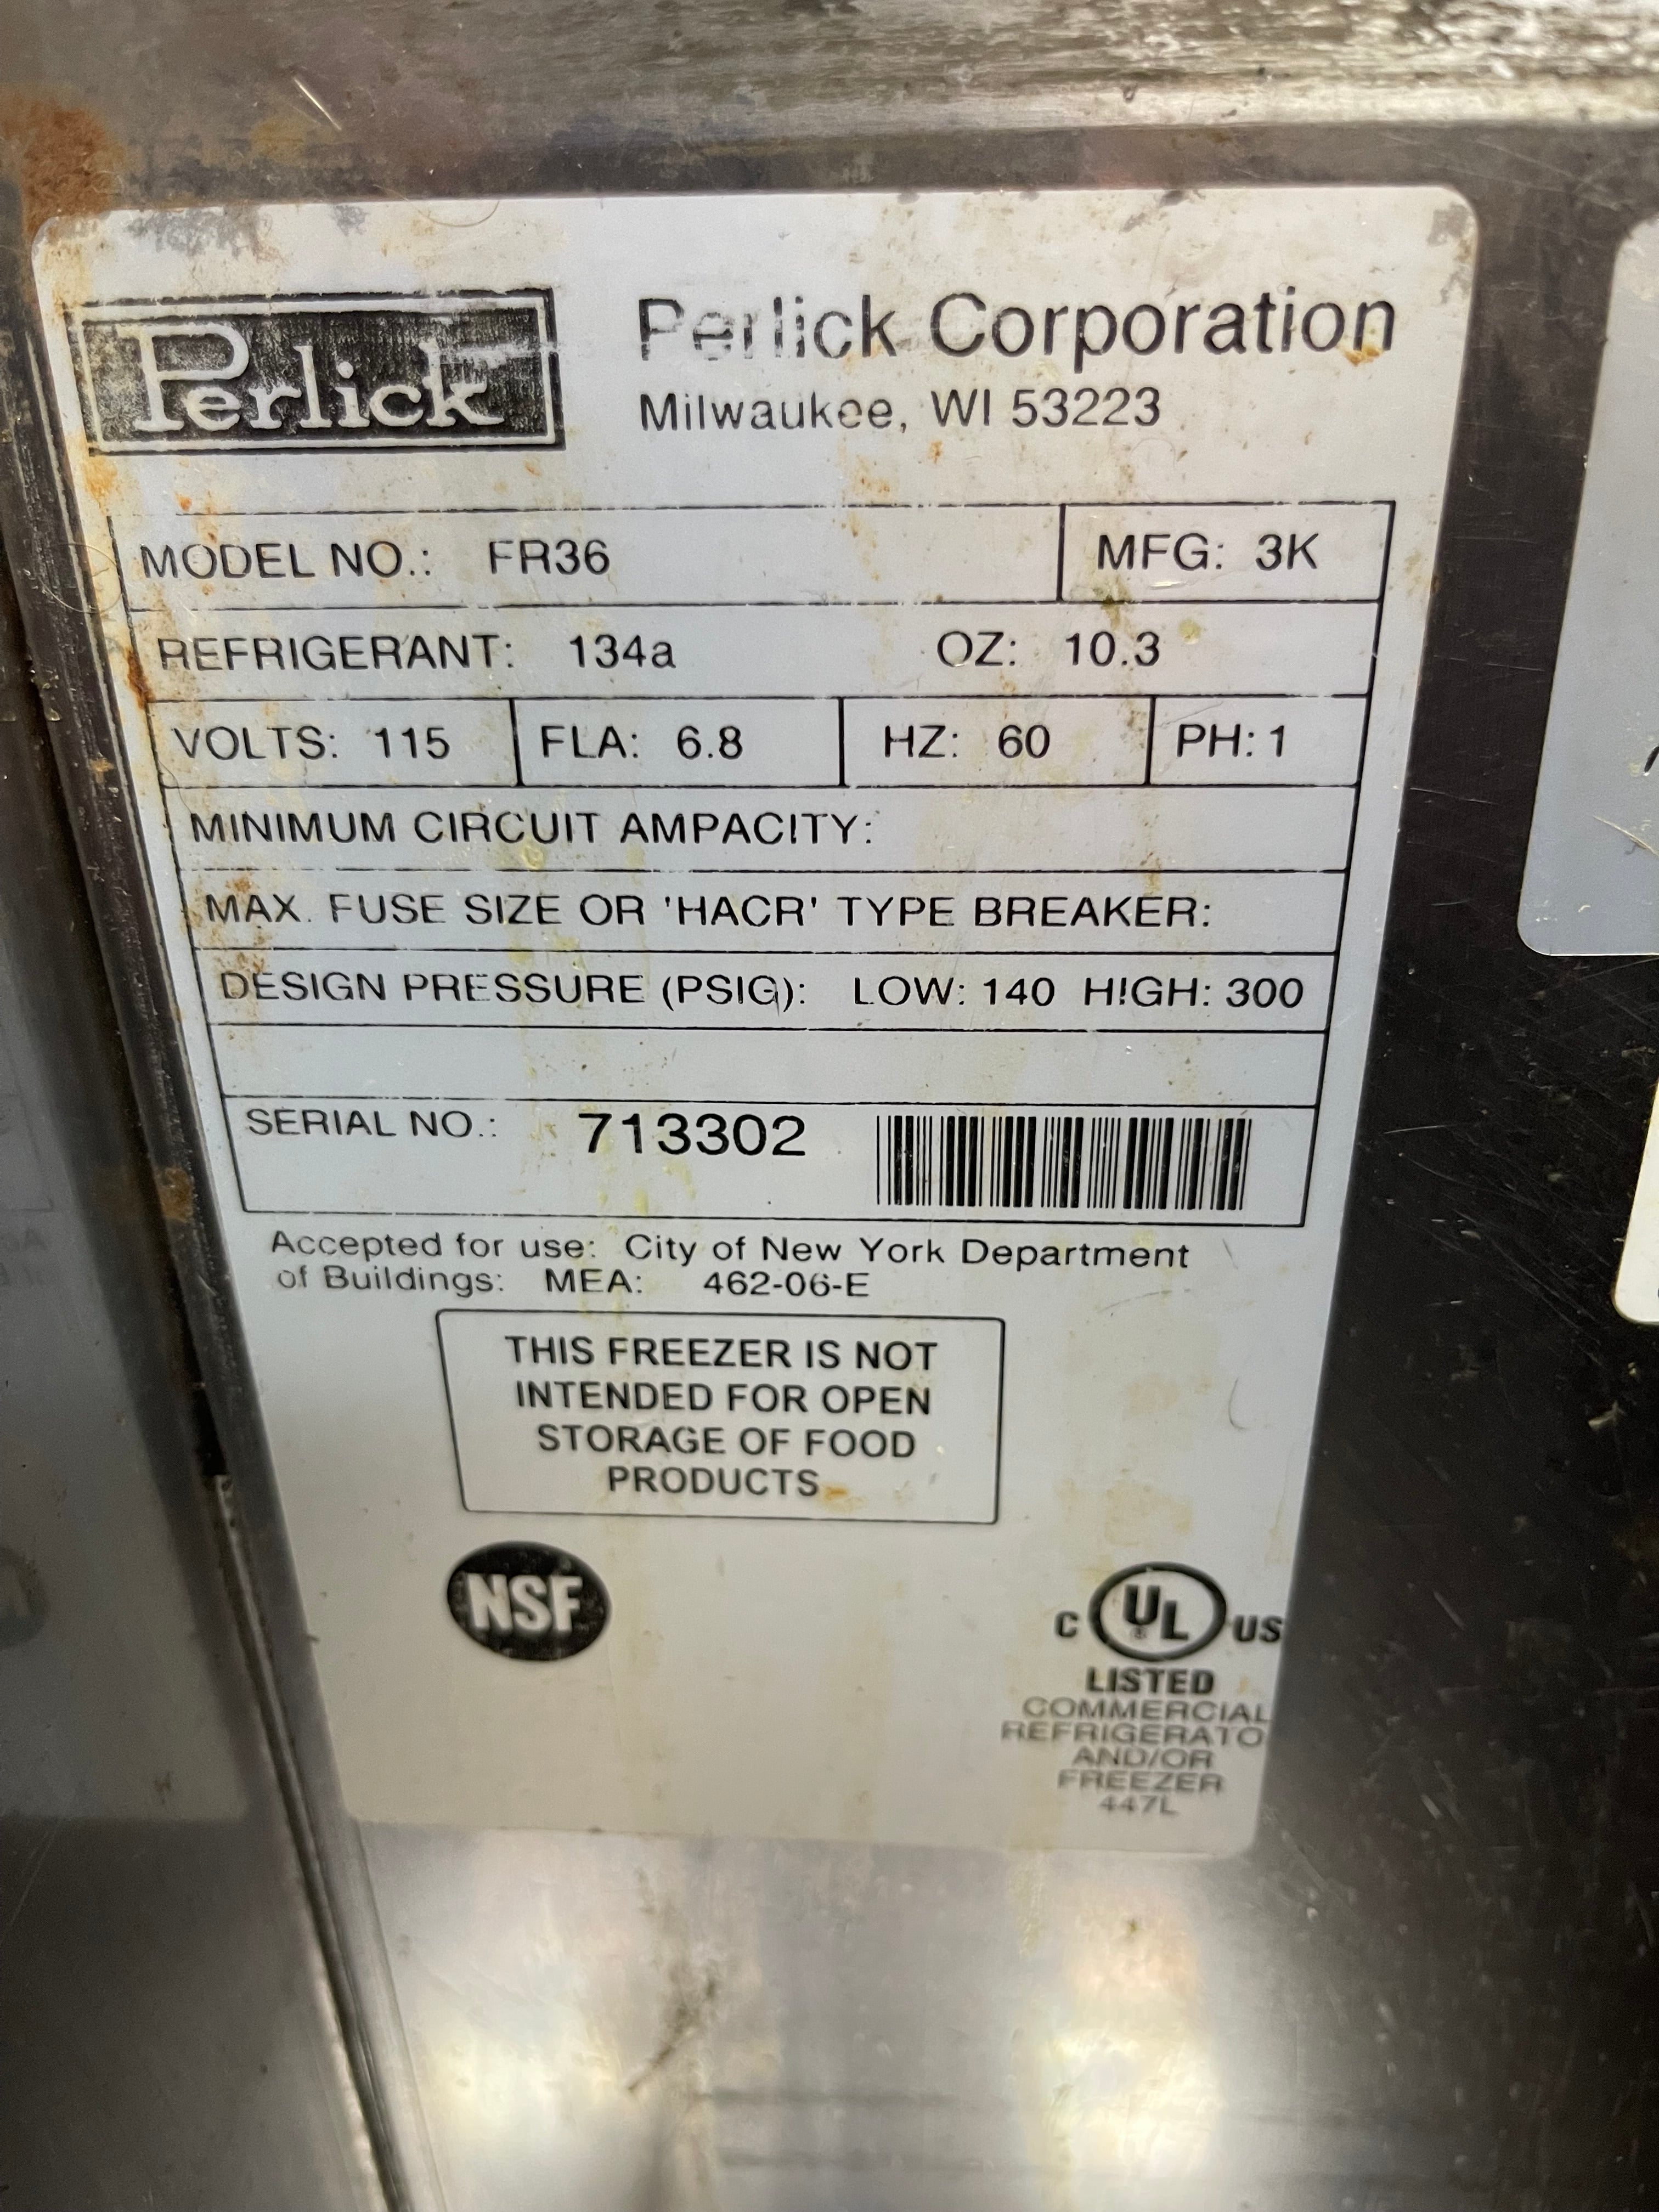 Perlick
Perlick Corporation
Milwaukee, WI 53223
MODEL NO.: FR36 MFG: 3K
REFRIGERANT: 134a OZ: 10.3
VOLTS: 115 FLA: 6.8 HZ: 60 PH: 1
MINIMUM CIRCUIT AMPACITY:
MAX. FUSE SIZE OR 'HACR' TYPE BREAKER:
DESIGN PRESSURE (PSIG): LOW: 140 HIGH: 300
SERIAL NO.: 713302
Accepted for use: City of New York Department
of Buildings: MEA: 462-06-E
THIS FREEZER IS NOT
INTENDED FOR OPEN
STORAGE OF FOOD
PRODUCTS
NSF
C UL US
®
LISTED
COMMERCIAL
REFRIGERATO
AND/OR
FREEZER
447L